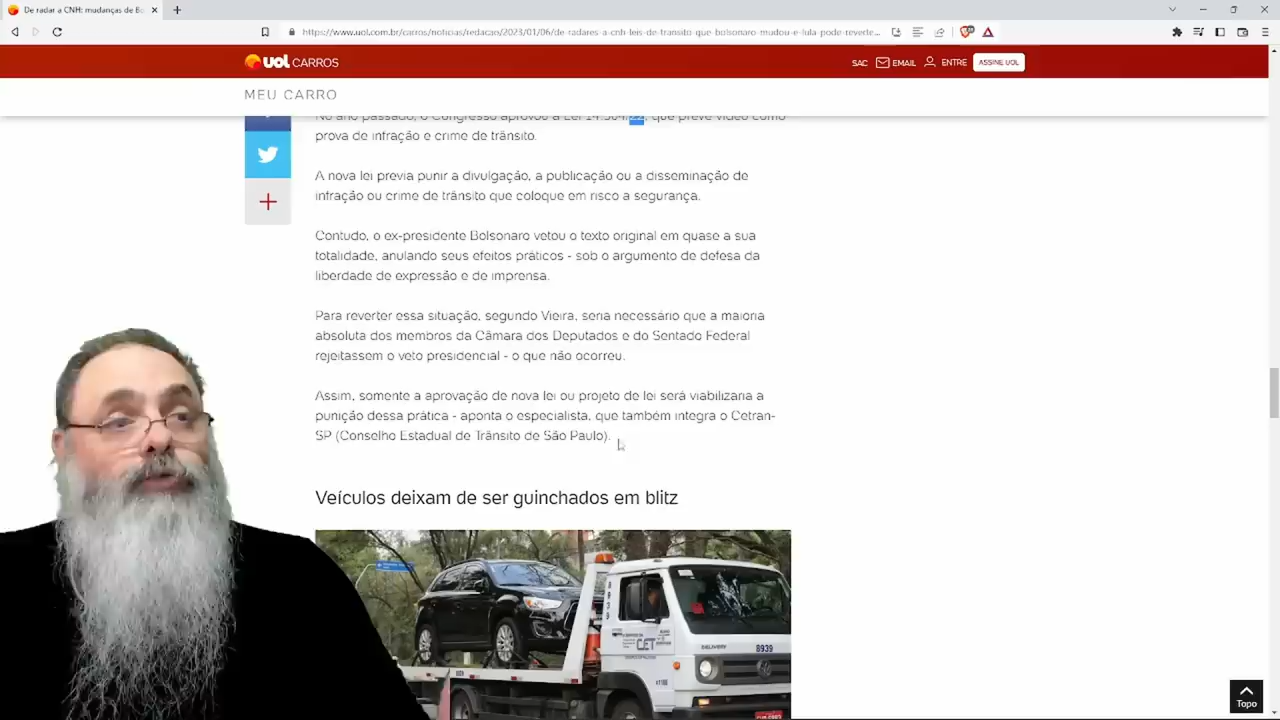 De radar a CNH: mudanças de Bo
https://www.uol.com.br/carros/noticias/redacao/2023/01/06/de-radares-a-cnh-leis-de-transito-que-bolsonaro-mudou-e-lula-pode-reverte...
UOL CARROS
SAC EMAIL ENTRE ASSINE UOL
MEU CARRO
No ano passado, o Congresso aprovou a Lei 14.304/22, que prevê vídeo como
prova de infração e crime de trânsito.
A nova lei previa punir a divulgação, a publicação ou a disseminação de
infração ou crime de trânsito que coloque em risco a segurança.
Contudo, o ex-presidente Bolsonaro vetou o texto original em quase a sua
totalidade, anulando seus efeitos práticos - sob o argumento de defesa da
liberdade de expressão e de imprensa.
Para reverter essa situação, segundo Vieira, seria necessário que a maioria
absoluta dos membros da Câmara dos Deputados e do Sentado Federal
rejeitassem o veto presidencial - o que não ocorreu.
Assim, somente a aprovação de nova lei ou projeto de lei será viabilizaria a
punição dessa prática - aponta o especialista, que também integra o Cetran-
SP (Conselho Estadual de Trânsito de São Paulo).
Veículos deixam de ser guinchados em blitz
CET
DELIVERY
8939
Topo